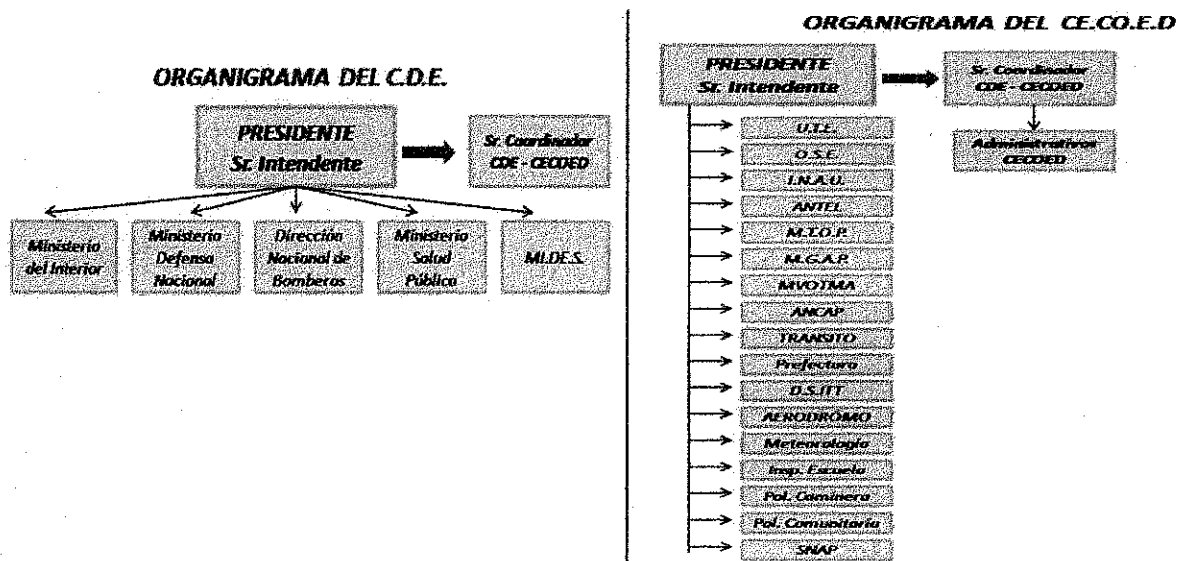 ORGANIGRAMA DEL C.D.E.
PRESIDENTE
Sr. Intendente
Sr. Coordinador
CDE - CECOED
Ministerio
del Interior
Ministerio
Defensa
Nacional
Dirección
Nacional de
Bomberos
Ministerio
Salud
Pública
MI.DE.S.
ORGANIGRAMA DEL CE.CO.E.D
PRESIDENTE
Sr. Intendente
Sr. Coordinador
CDE - CECOED
Administrativos
CECOED
U.T.E.
O.S.E.
I.N.A.U.
ANTEL
M.T.O.P.
M.G.A.P.
MVOTMA
ANCAP
TRANSITO
Prefectura
AERODROMO
Meteorología
Insp. Escuela
Pol. Caminera
Pol. Comunitaria
SNAP